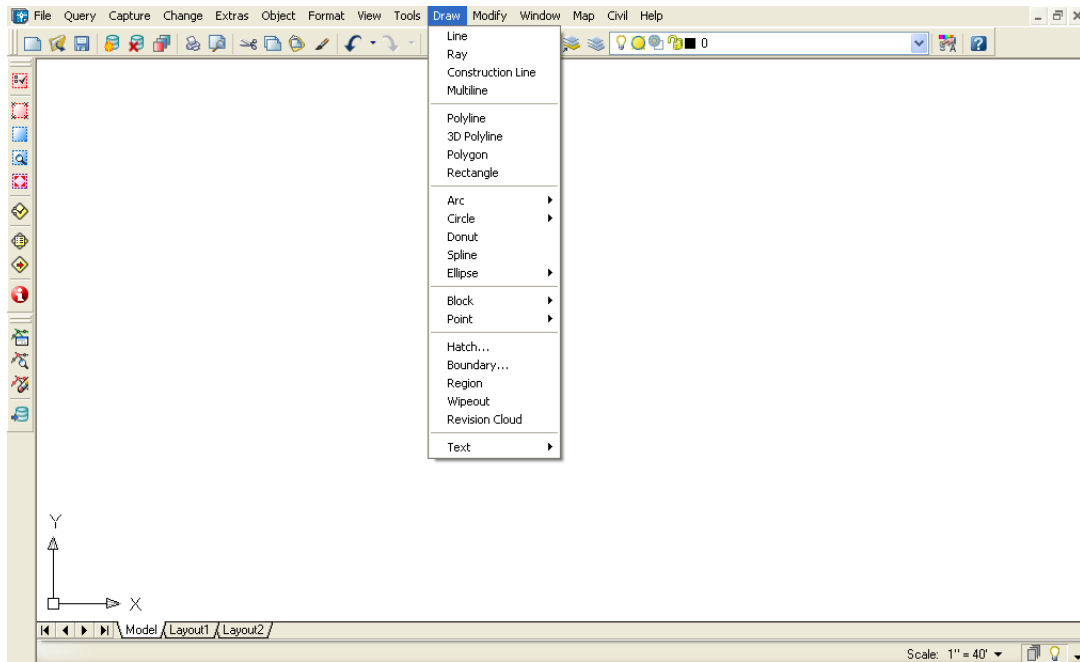 File Query Capture Change Extras Object Format View Tools Draw Modify Window Map Civil Help
0
Line
Ray
Construction Line
Multiline
Polyline
3D Polyline
Polygon
Rectangle
Arc
Circle
Donut
Spline
Ellipse
Block
Point
Hatch...
Boundary...
Region
Wipeout
Revision Cloud
Text
Y
X
Model Layout1 Layout2
Scale: 1" = 40'